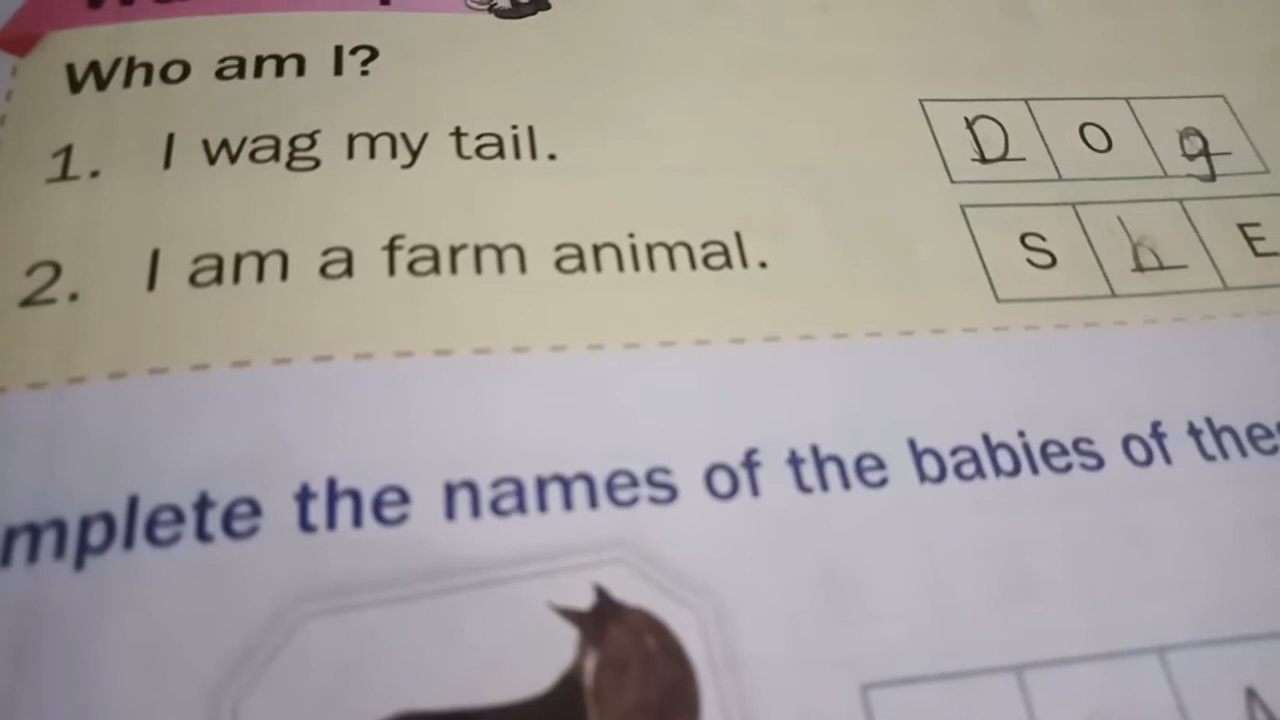 Who am I?
1. I wag my tail. D O g
2. I am a farm animal. S h E
mplete the names of the babies of the
A